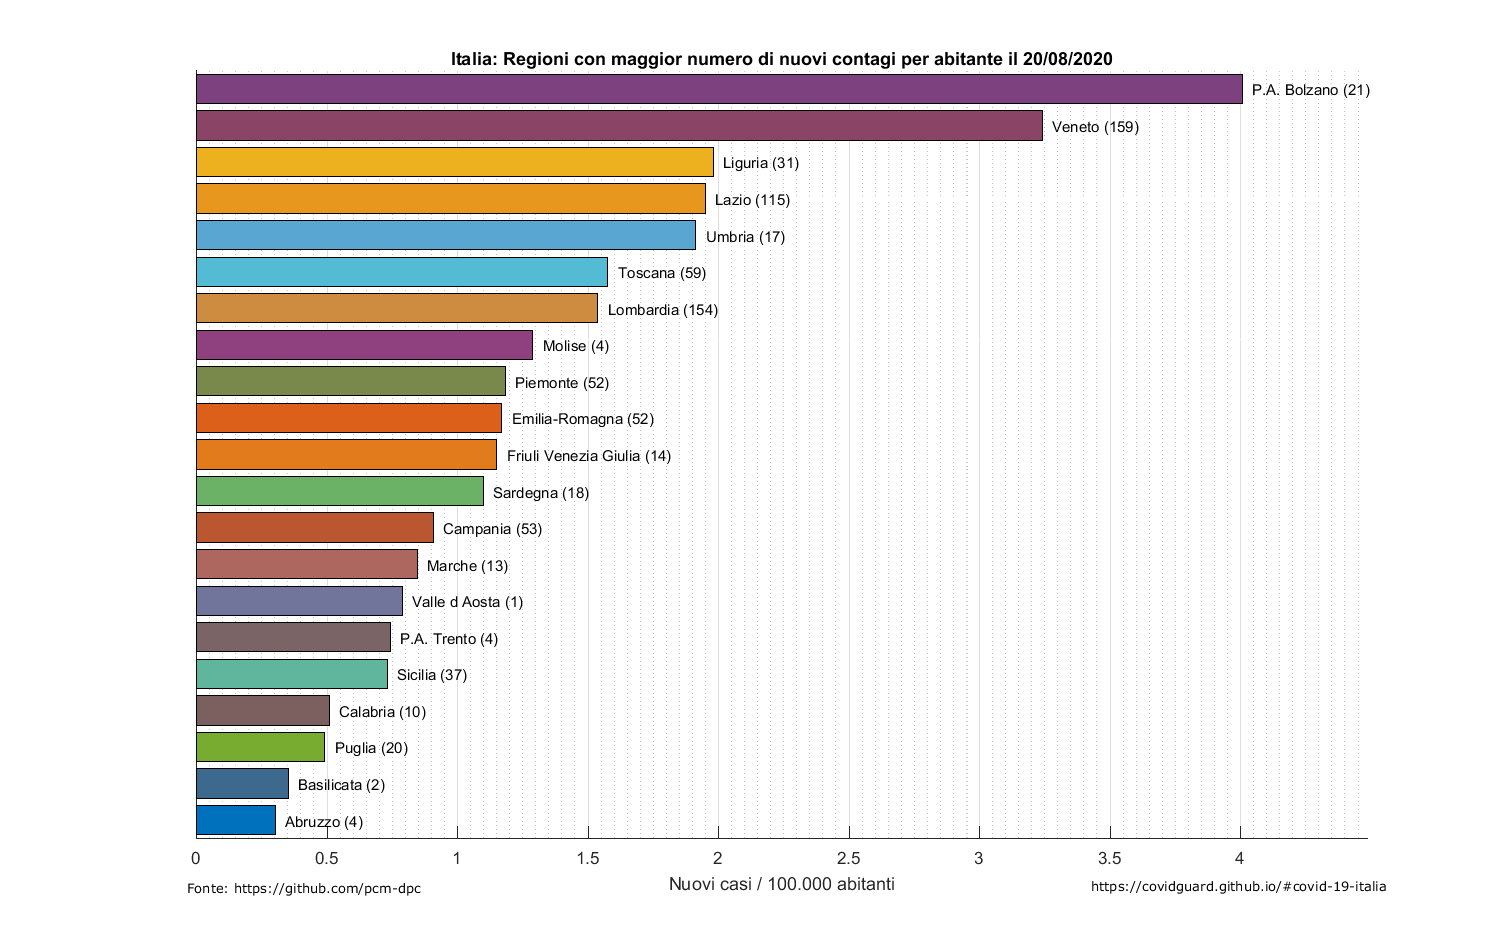 Italia: Regioni con maggior numero di nuovi contagi per abitante il 20/08/2020
P.A. Bolzano (21)
Veneto (159)
Liguria (31)
Lazio (115)
Umbria (17)
Toscana (59)
Lombardia (154)
Molise (4)
Piemonte (52)
Emilia-Romagna (52)
Friuli Venezia Giulia (14)
Sardegna (18)
Campania (53)
Marche (13)
Valle d Aosta (1)
P.A. Trento (4)
Sicilia (37)
Calabria (10)
Puglia (20)
Basilicata (2)
Abruzzo (4)
0 0.5 1 1.5 2 2.5 3 3.5 4
Nuovi casi / 100.000 abitanti
Fonte: https://github.com/pcm-dpc
https://covidguard.github.io/#covid-19-italia